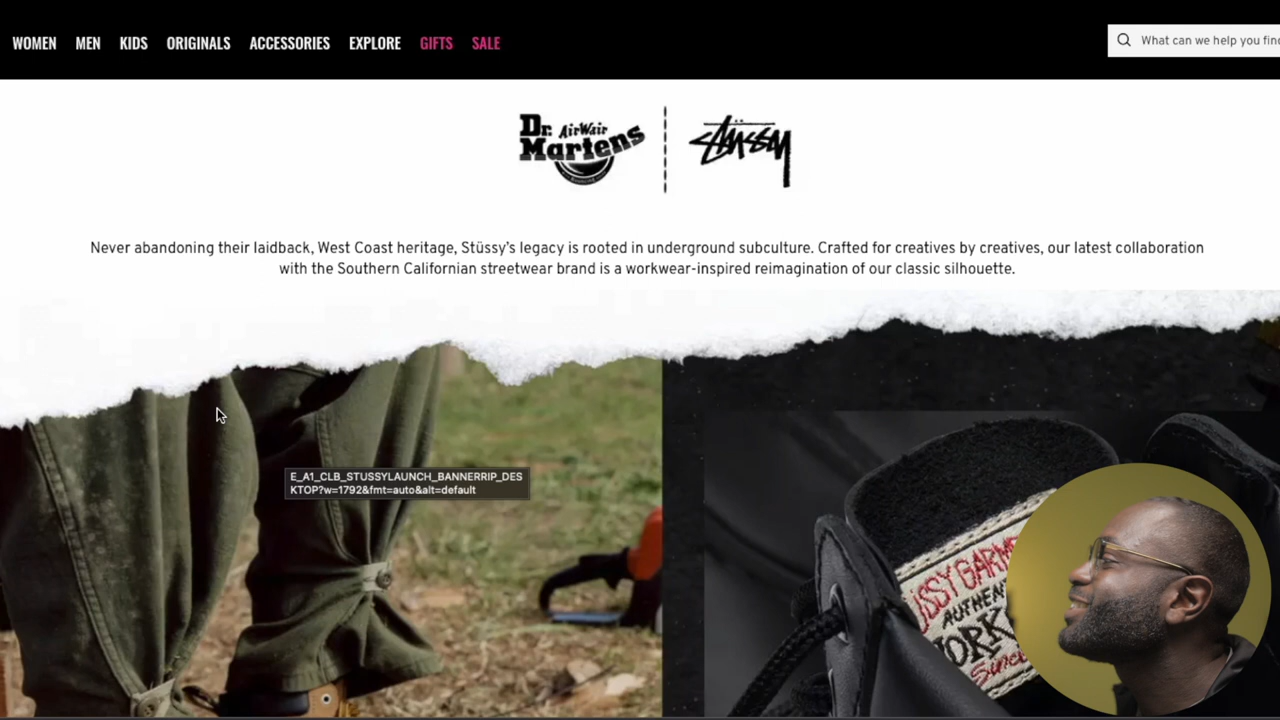 WOMEN MEN KIDS ORIGINALS ACCESSORIES EXPLORE GIFTS SALE
What can we help you
Dr. AirWair
Martens
STÜSSY
Never abandoning their laidback, West Coast heritage, Stüssy's legacy is rooted in underground subculture. Crafted for creatives by creatives, our latest collaboration
with the Southern Californian streetwear brand is a workwear-inspired reimagination of our classic silhouette.
E_A1_CLB_STUSSYLAUNCH_BANNERRIP_DES
KTOP?w=1792&fmt=auto&alt=default
Since